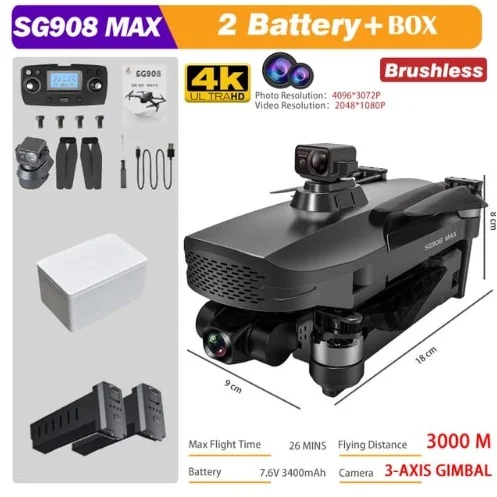 SG908 MAX
2 Battery+BOX
SG908
4K
ULTRAHD
Photo Resolution: 4096*3072P
Video Resolution: 2048*1080P
Brushless
SG908 MAX
8 cm
18 cm
9 cm
Max Flight Time 26 MINS
Flying Distance 3000 M
Battery 7.6V 3400mAh
Camera 3-AXIS GIMBAL